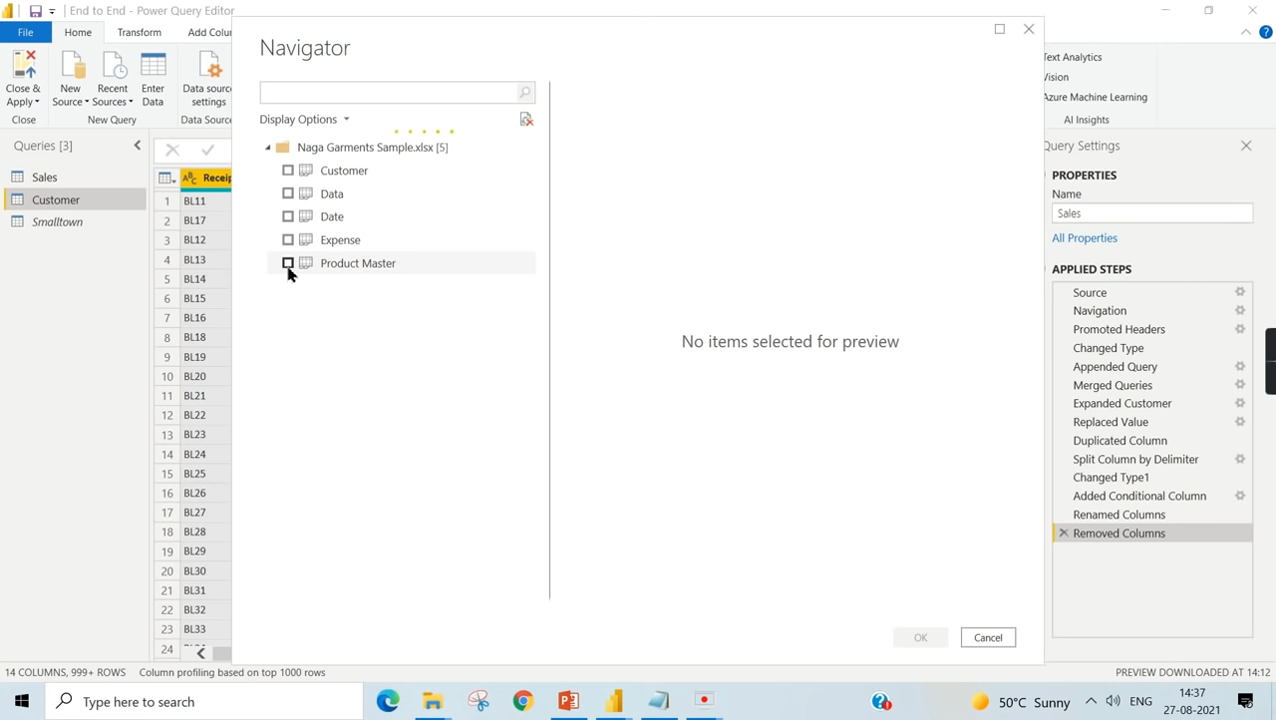 End to End - Power Query Editor
File
Home
Transform
Add Colu
Close &
Apply
Close
New
Source
Recent
Sources
Enter
Data
New Query
Data source
settings
Data Sourc
Text Analytics
Vision
Azure Machine Learning
AI Insights
Queries [3]
Sales
Customer
Smalltown
Receip
1 BL11
2 BL17
3 BL12
4 BL13
5 BL14
6 BL15
7 BL16
8 BL18
9 BL19
10 BL20
11 BL21
12 BL22
13 BL23
14 BL24
15 BL25
16 BL26
17 BL27
18 BL28
19 BL29
20 BL30
21 BL31
22 BL32
23 BL33
24
Navigator
Display Options
Naga Garments Sample.xlsx [5]
Customer
Data
Date
Expense
Product Master
No items selected for preview
OK
Cancel
Query Settings
PROPERTIES
Name
Sales
All Properties
APPLIED STEPS
Source
Navigation
Promoted Headers
Changed Type
Appended Query
Merged Queries
Expanded Customer
Replaced Value
Duplicated Column
Split Column by Delimiter
Changed Type1
Added Conditional Column
Renamed Columns
Removed Columns
14 COLUMNS, 999+ ROWS
Column profiling based on top 1000 rows
PREVIEW DOWNLOADED AT 14:12
Type here to search
50°C Sunny
ENG
14:37
27-08-2021